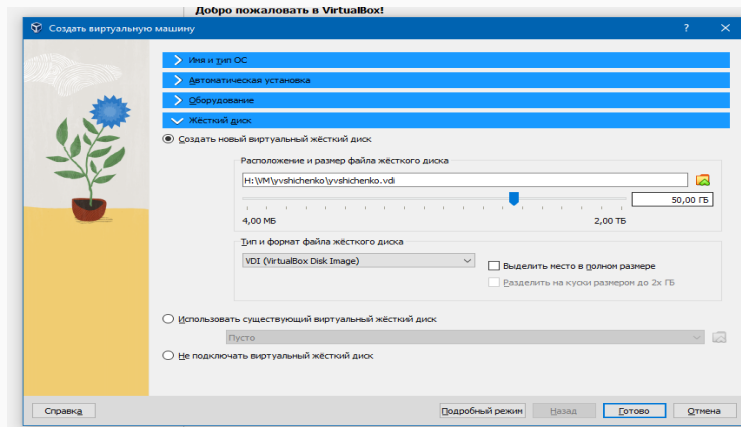 Добро пожаловать в VirtualBox!
Создать виртуальную машину
Имя и тип ОС
Автоматическая установка
Оборудование
Жёсткий диск
Создать новый виртуальный жёсткий диск
Расположение и размер файла жёсткого диска
H:\VM\yvshichenko\yvshichenko.vdi
50,00 ГБ
4,00 МБ 2,00 ТБ
Тип и формат файла жёсткого диска
VDI (VirtualBox Disk Image)
Выделить место в полном размере
Разделить на куски размером до 2х ГБ
Использовать существующий виртуальный жёсткий диск
Пусто
Не подключать виртуальный жёсткий диск
Справка Подробный режим Назад Готово Отмена